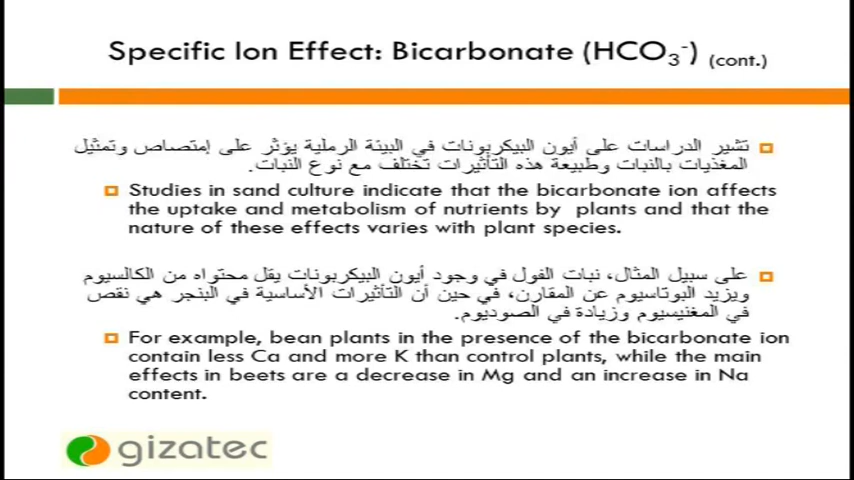 Specific Ion Effect: Bicarbonate (HCO₃⁻) (cont.)
تشير الدراسات على أيون البيكربونات في البيئة الرملية يؤثر على إمتصاص وتمثيل
المغذيات بالنبات وطبيعة هذه التأثيرات تختلف مع نوع النبات.
Studies in sand culture indicate that the bicarbonate ion affects
the uptake and metabolism of nutrients by plants and that the
nature of these effects varies with plant species.
على سبيل المثال، نبات الفول في وجود أيون البيكربونات يقل محتواه من الكالسيوم
ويزيد البوتاسيوم عن المقارن، في حين أن التأثيرات الأساسية في البنجر هي نقص
في المغنيسيوم وزيادة في الصوديوم.
For example, bean plants in the presence of the bicarbonate ion
contain less Ca and more K than control plants, while the main
effects in beets are a decrease in Mg and an increase in Na
content.
gizatec